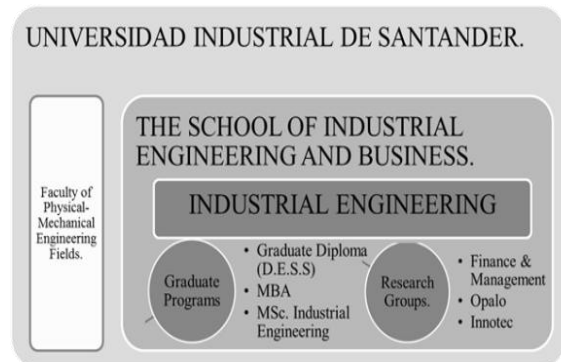 UNIVERSIDAD INDUSTRIAL DE SANTANDER.
Faculty of
Physical-
Mechanical
Engineering
Fields.
THE SCHOOL OF INDUSTRIAL
ENGINEERING AND BUSINESS.
INDUSTRIAL ENGINEERING
Graduate
Programs
• Graduate Diploma
(D.E.S.S)
• MBA
• MSc. Industrial
Engineering
Research
Groups.
• Finance &
Management
• Opalo
• Innotec